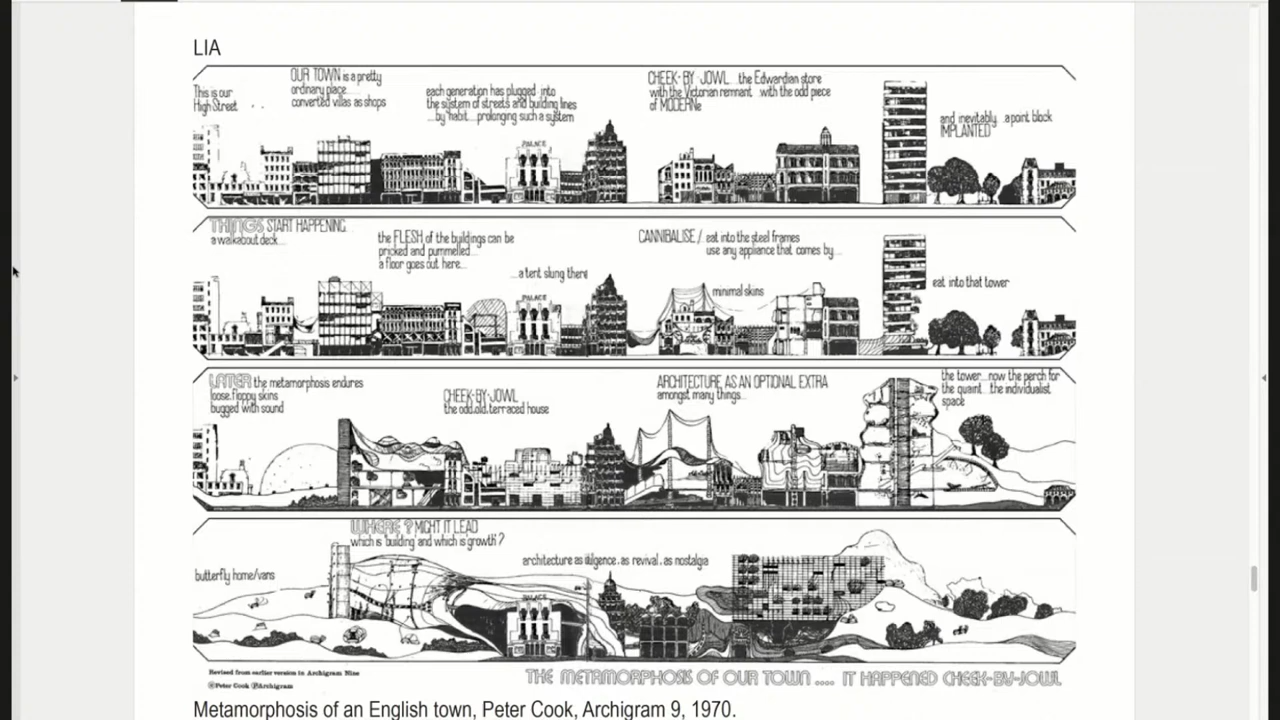 LIA
This is our
High Street . .
OUR TOWN is a pretty
ordinary place
converted villas as shops
each generation has plugged into
the system of streets and building lines
....by habit....prolonging such a system
CHEEK-BY-JOWL ...the Edwardian store
with the Victorian remnant ..with the odd piece
of MODERNe
and inevitably ..a point block
IMPLANTED
PALACE
THINGS START HAPPENING
a walkabout deck...
the FLESH of the buildings can be
pricked and pummelled...
a floor goes out here...
...a tent slung there
CANNIBALISE / eat into the steel frames
use any appliance that comes by...
minimal skins
eat into that tower
PALACE
LATER the metamorphosis endures
loose, floppy skins
bugged with sound
CHEEK-BY-JOWL
the odd, old, terraced house
ARCHITECTURE AS AN OPTIONAL EXTRA
amongst many things...
the tower...now the perch for
the quaint ...the individualist
space
WHERE ? MIGHT IT LEAD
which is 'building' and which is 'growth' ?
butterfly home/vans
architecture as as revival, as nostalgia
PALACE
Revised from earlier version in Archigram Nine
©Peter Cook ⓅArchigram
THE METAMORPHOSIS OF OUR TOWN .... IT HAPPENED CHEEK-BY-JOWL
Metamorphosis of an English town, Peter Cook, Archigram 9, 1970.